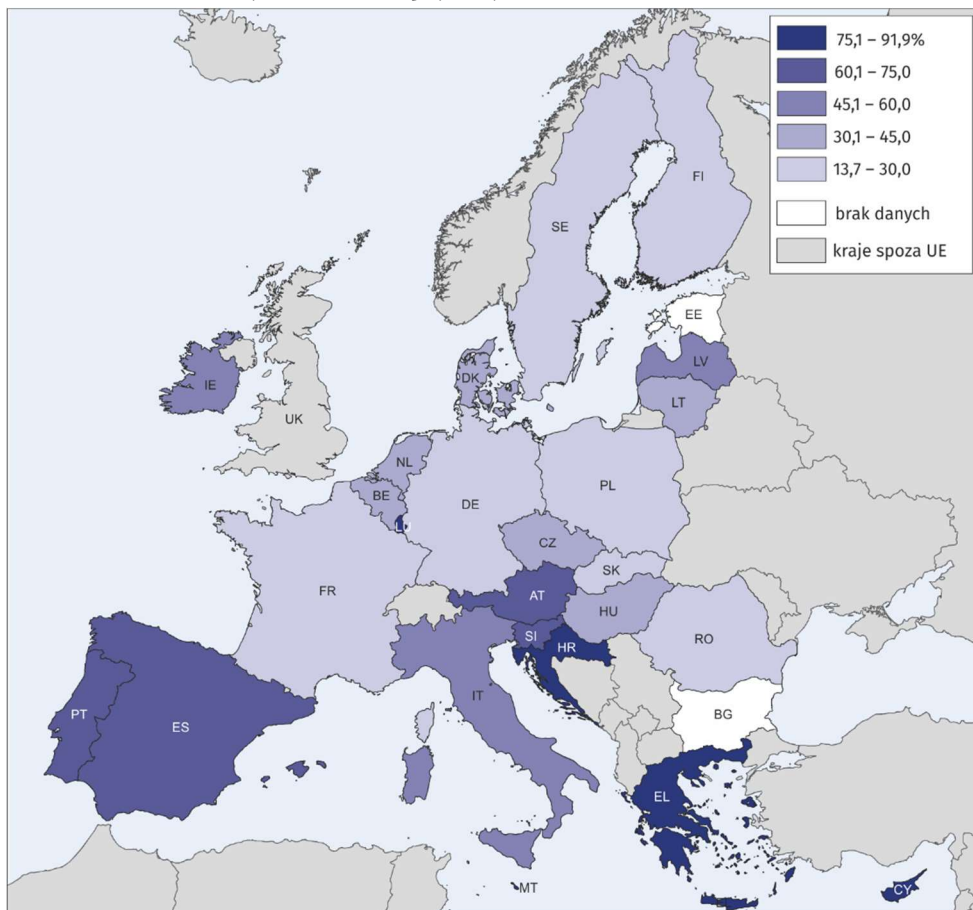 75,1 – 91,9%
60,1 – 75,0
45,1 – 60,0
30,1 – 45,0
13,7 – 30,0
brak danych
kraje spoza UE
FI
SE
EE
LV
LT
IE
DK
UK
NL
BE
DE
PL
LU
CZ
SK
FR
AT
HU
SI
HR
RO
IT
PT
ES
BG
EL
MT
CY